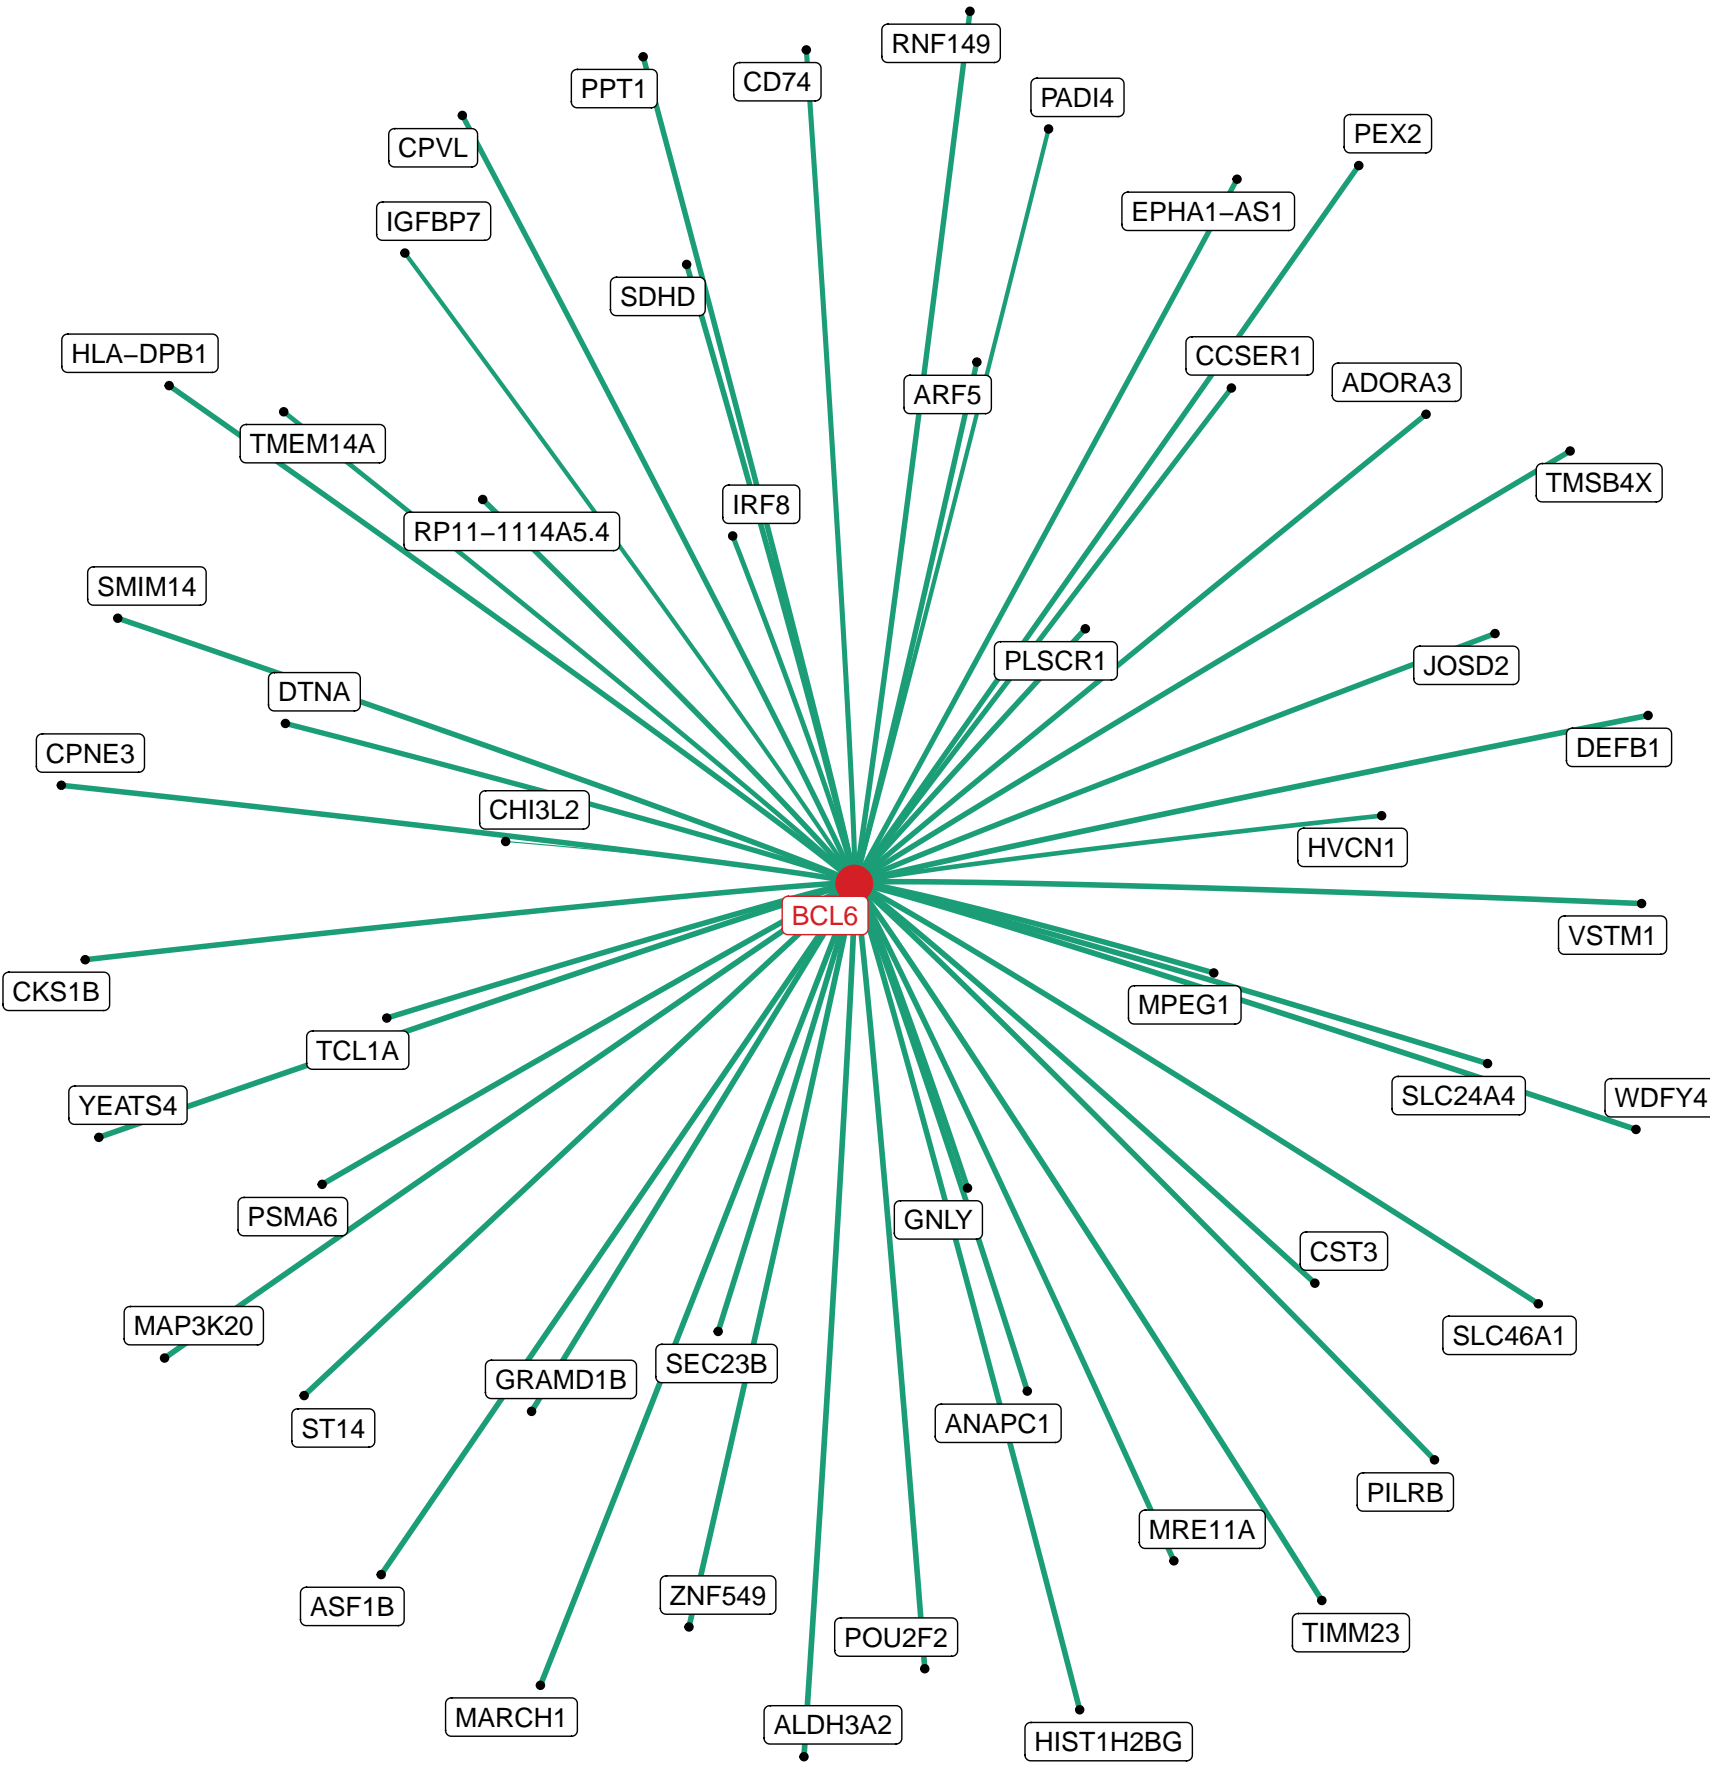 RNF149
CD74
PPT1
PADI4
PEX2
CPVL
EPHA1–AS1
IGFBP7
SDHD
HLA–DPB1
CCSER1
ADORA3
ARF5
TMEM14A
TMSB4X
IRF8
RP11–1114A5.4
SMIM14
PLSCR1
JOSD2
DTNA
DEFB1
CPNE3
CHI3L2
HVCN1
BCL6
VSTM1
CKS1B
MPEG1
TCL1A
SLC24A4
WDFY4
YEATS4
PSMA6
GNLY
CST3
MAP3K20
SLC46A1
SEC23B
GRAMD1B
ANAPC1
ST14
PILRB
MRE11A
ZNF549
ASF1B
TIMM23
POU2F2
MARCH1
ALDH3A2
HIST1H2BG